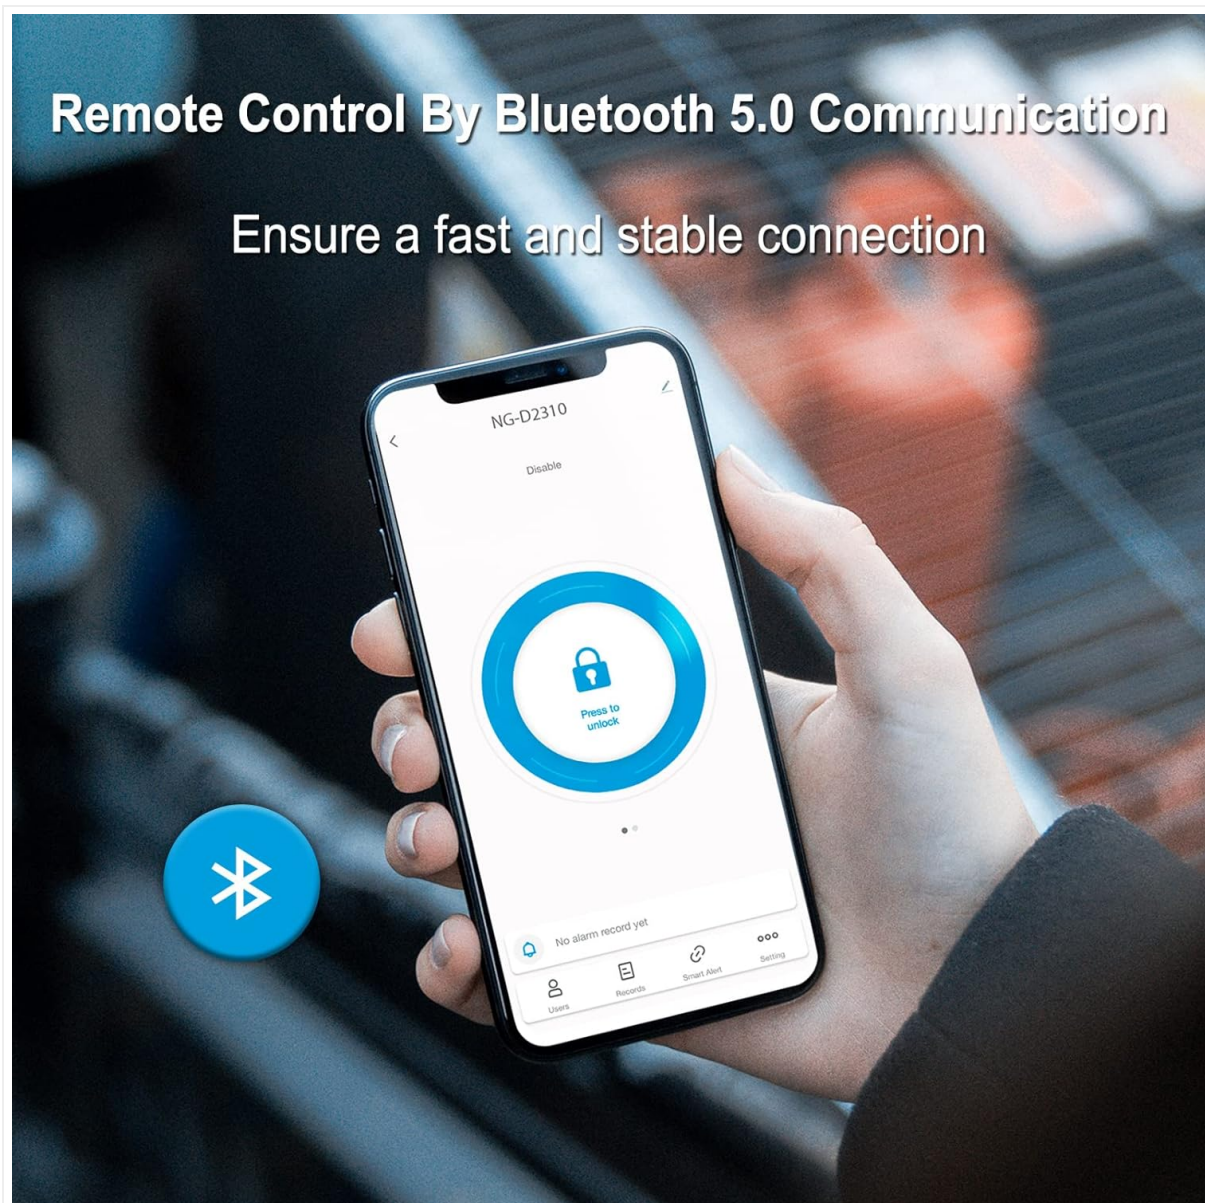 Remote Control By Bluetooth 5.0 Communication
Ensure a fast and stable connection
NG-D2310
Disable
Press to
unlock
No alarm record yet
Users
Records
Smart Alert
Setting